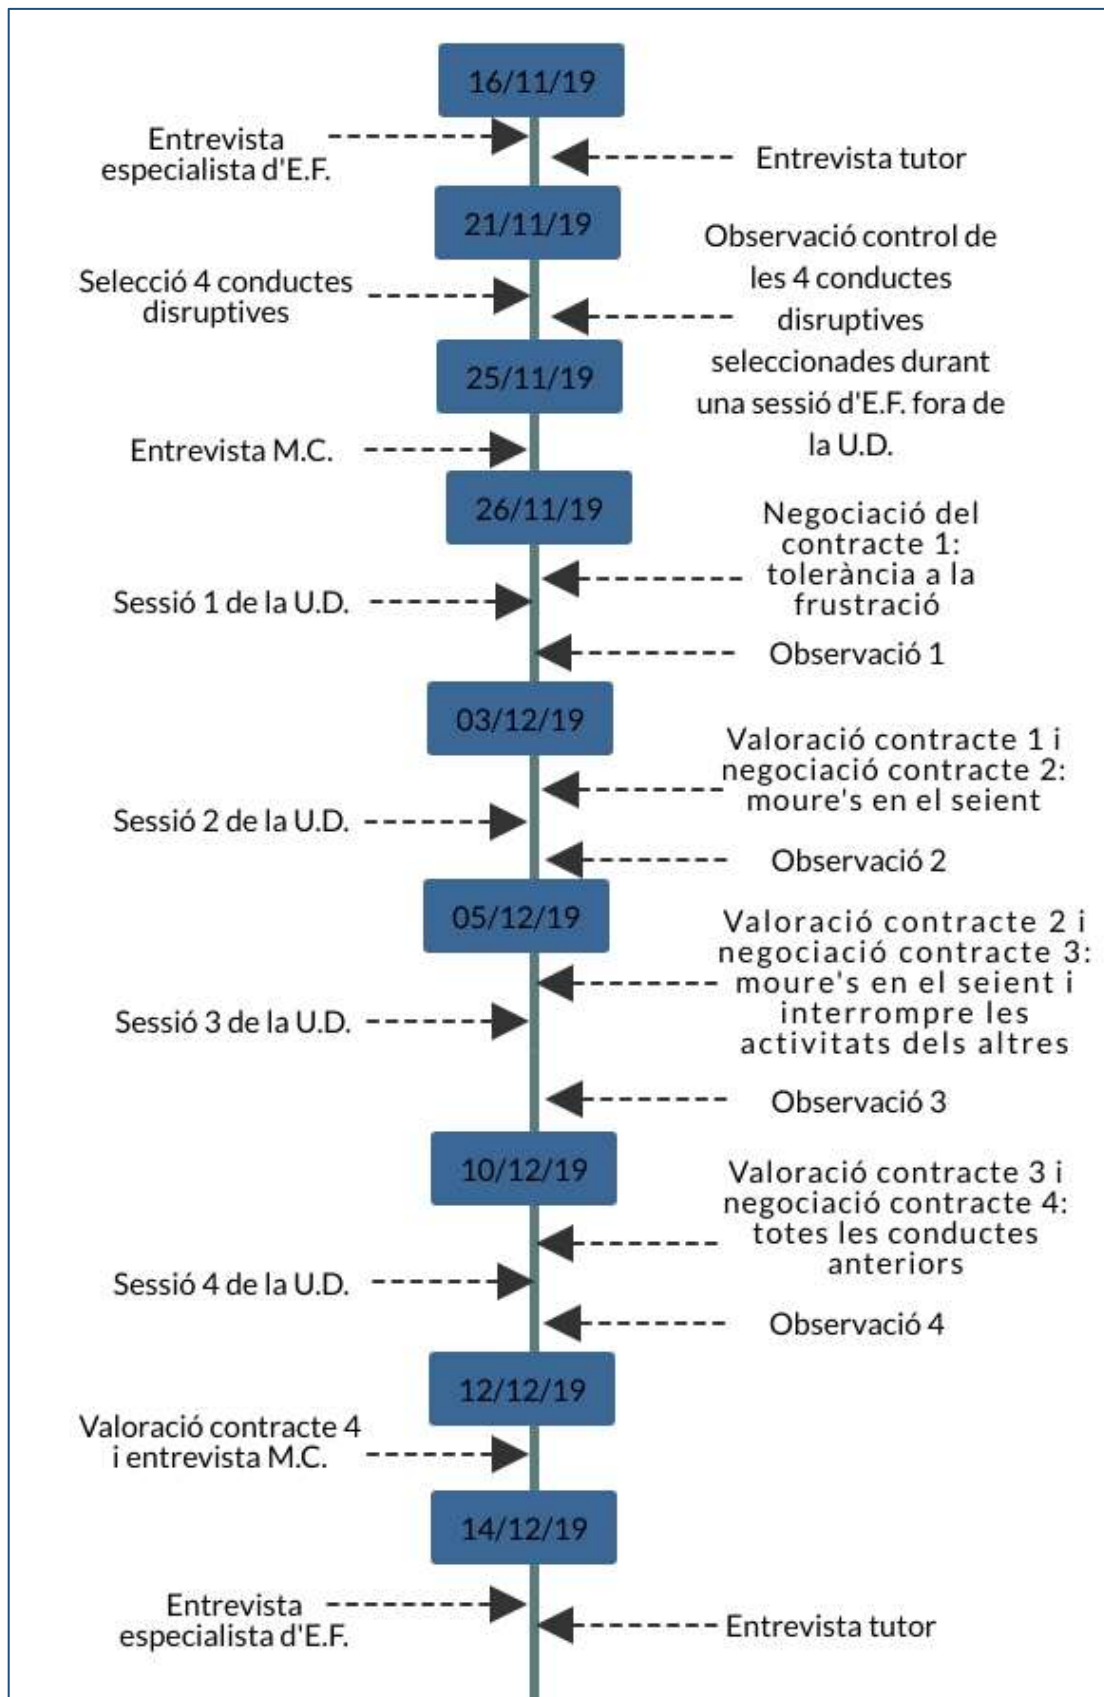 16/11/19
Entrevista
especialista d'E.F.
Entrevista tutor
21/11/19
Selecció 4 conductes
disruptives
Observació control de
les 4 conductes
disruptives
seleccionades durant
una sessió d'E.F. fora de
la U.D.
25/11/19
Entrevista M.C.
26/11/19
Negociació del
contracte 1:
tolerància a la
frustració
Sessió 1 de la U.D.
Observació 1
03/12/19
Valoració contracte 1 i
negociació contracte 2:
moure's en el seient
Sessió 2 de la U.D.
Observació 2
05/12/19
Valoració contracte 2 i
negociació contracte 3:
moure's en el seient i
interrompre les
activitats dels altres
Sessió 3 de la U.D.
Observació 3
10/12/19
Valoració contracte 3 i
negociació contracte 4:
totes les conductes
anteriors
Sessió 4 de la U.D.
Observació 4
12/12/19
Valoració contracte 4
i entrevista M.C.
14/12/19
Entrevista
especialista d'E.F.
Entrevista tutor